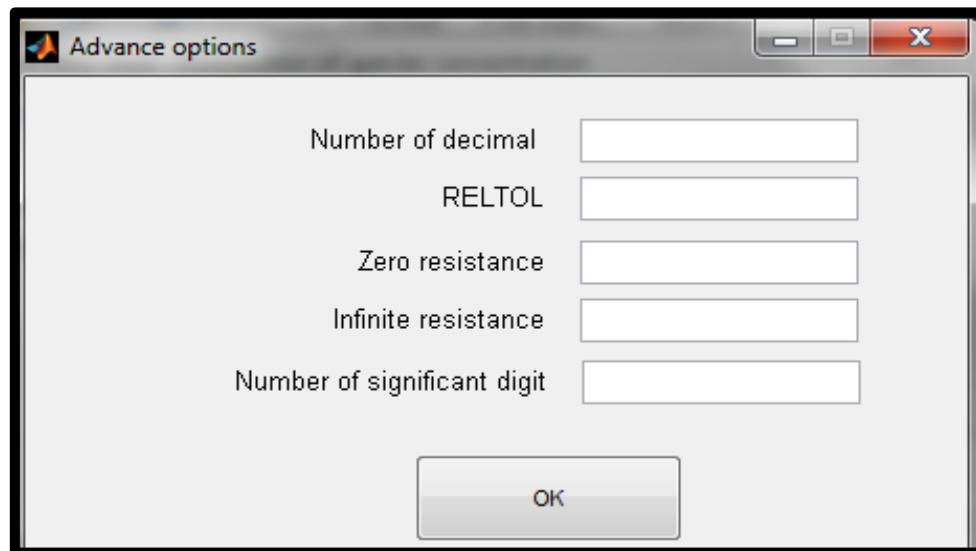 Advance options
Number of decimal
RELTOL
Zero resistance
Infinite resistance
Number of significant digit
OK